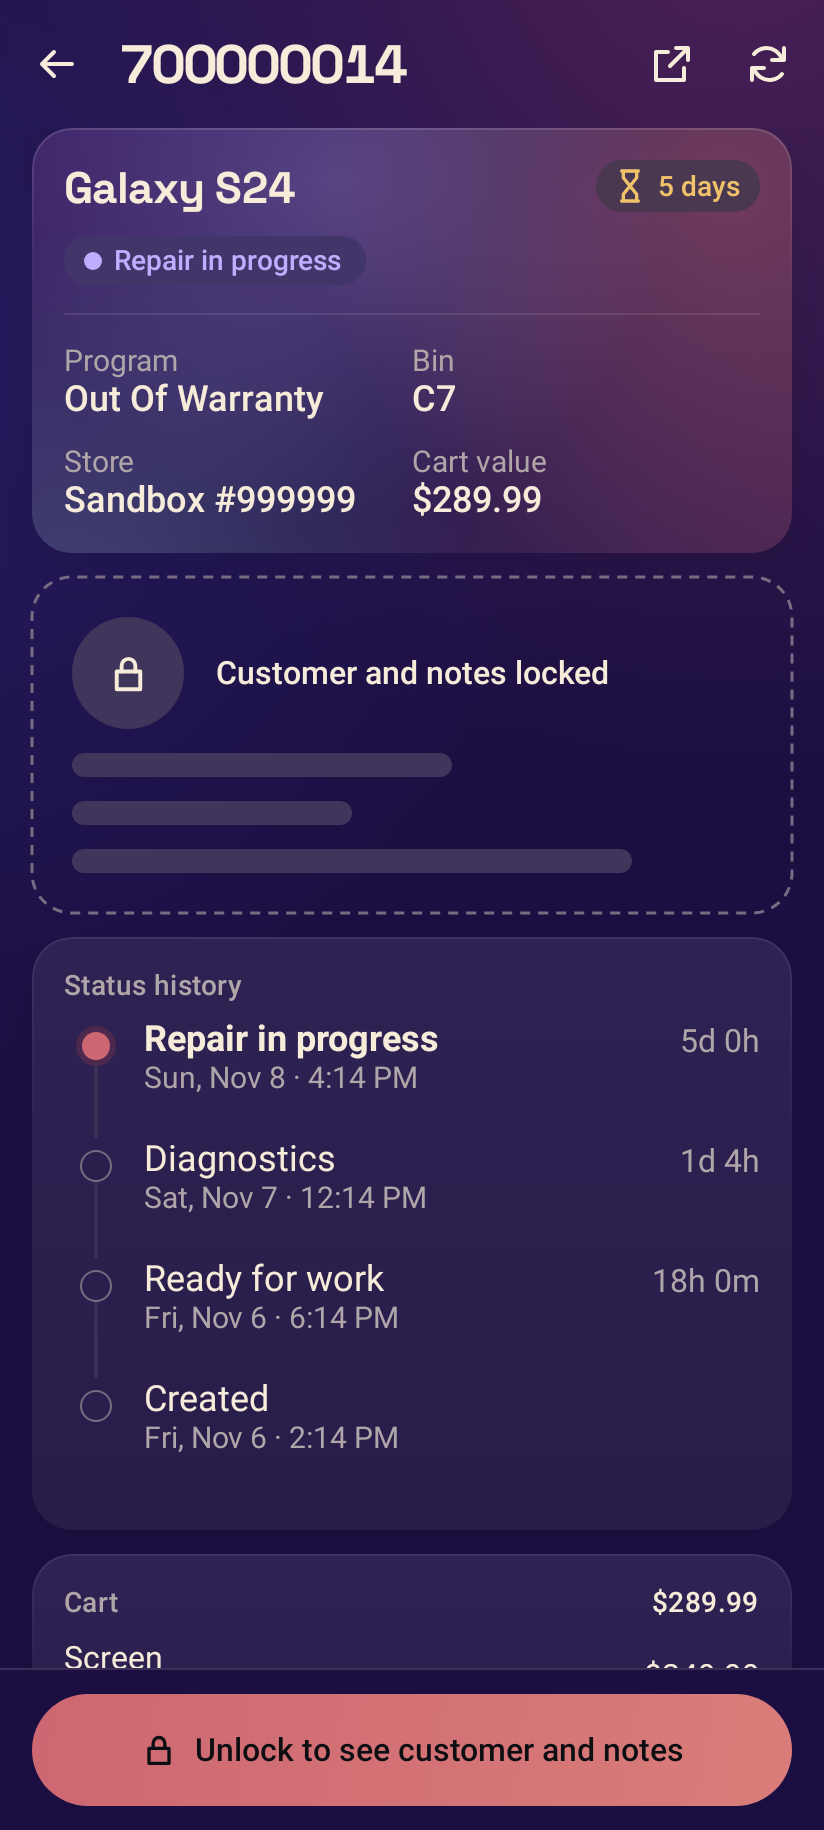 700000014
Galaxy S24
5 days
Repair in progress
Program
Bin
Out Of Warranty
C7
Store
Cart value
Sandbox #999999
$289.99
Customer and notes locked
Status history
Repair in progress
5d 0h
Sun, Nov 8 · 4:14 PM
Diagnostics
1d 4h
Sat, Nov 7 · 12:14 PM
Ready for work
18h 0m
Fri, Nov 6 · 6:14 PM
Created
Fri, Nov 6 · 2:14 PM
Cart
$289.99
Screen
Unlock to see customer and notes